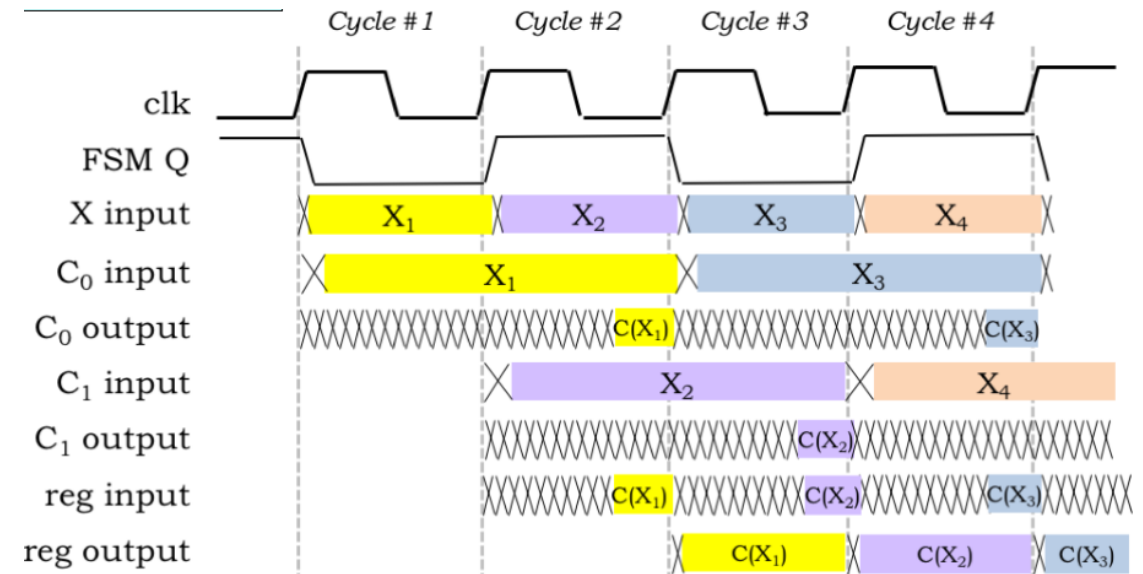 Cycle #1 Cycle #2 Cycle #3 Cycle #4
clk
FSM Q
X input X₁ X₂ X₃ X₄
C₀ input X₁ X₃
C₀ output C(X₁) C(X₃)
C₁ input X₂ X₄
C₁ output C(X₂)
reg input C(X₁) C(X₂) C(X₃)
reg output C(X₁) C(X₂) C(X₃)